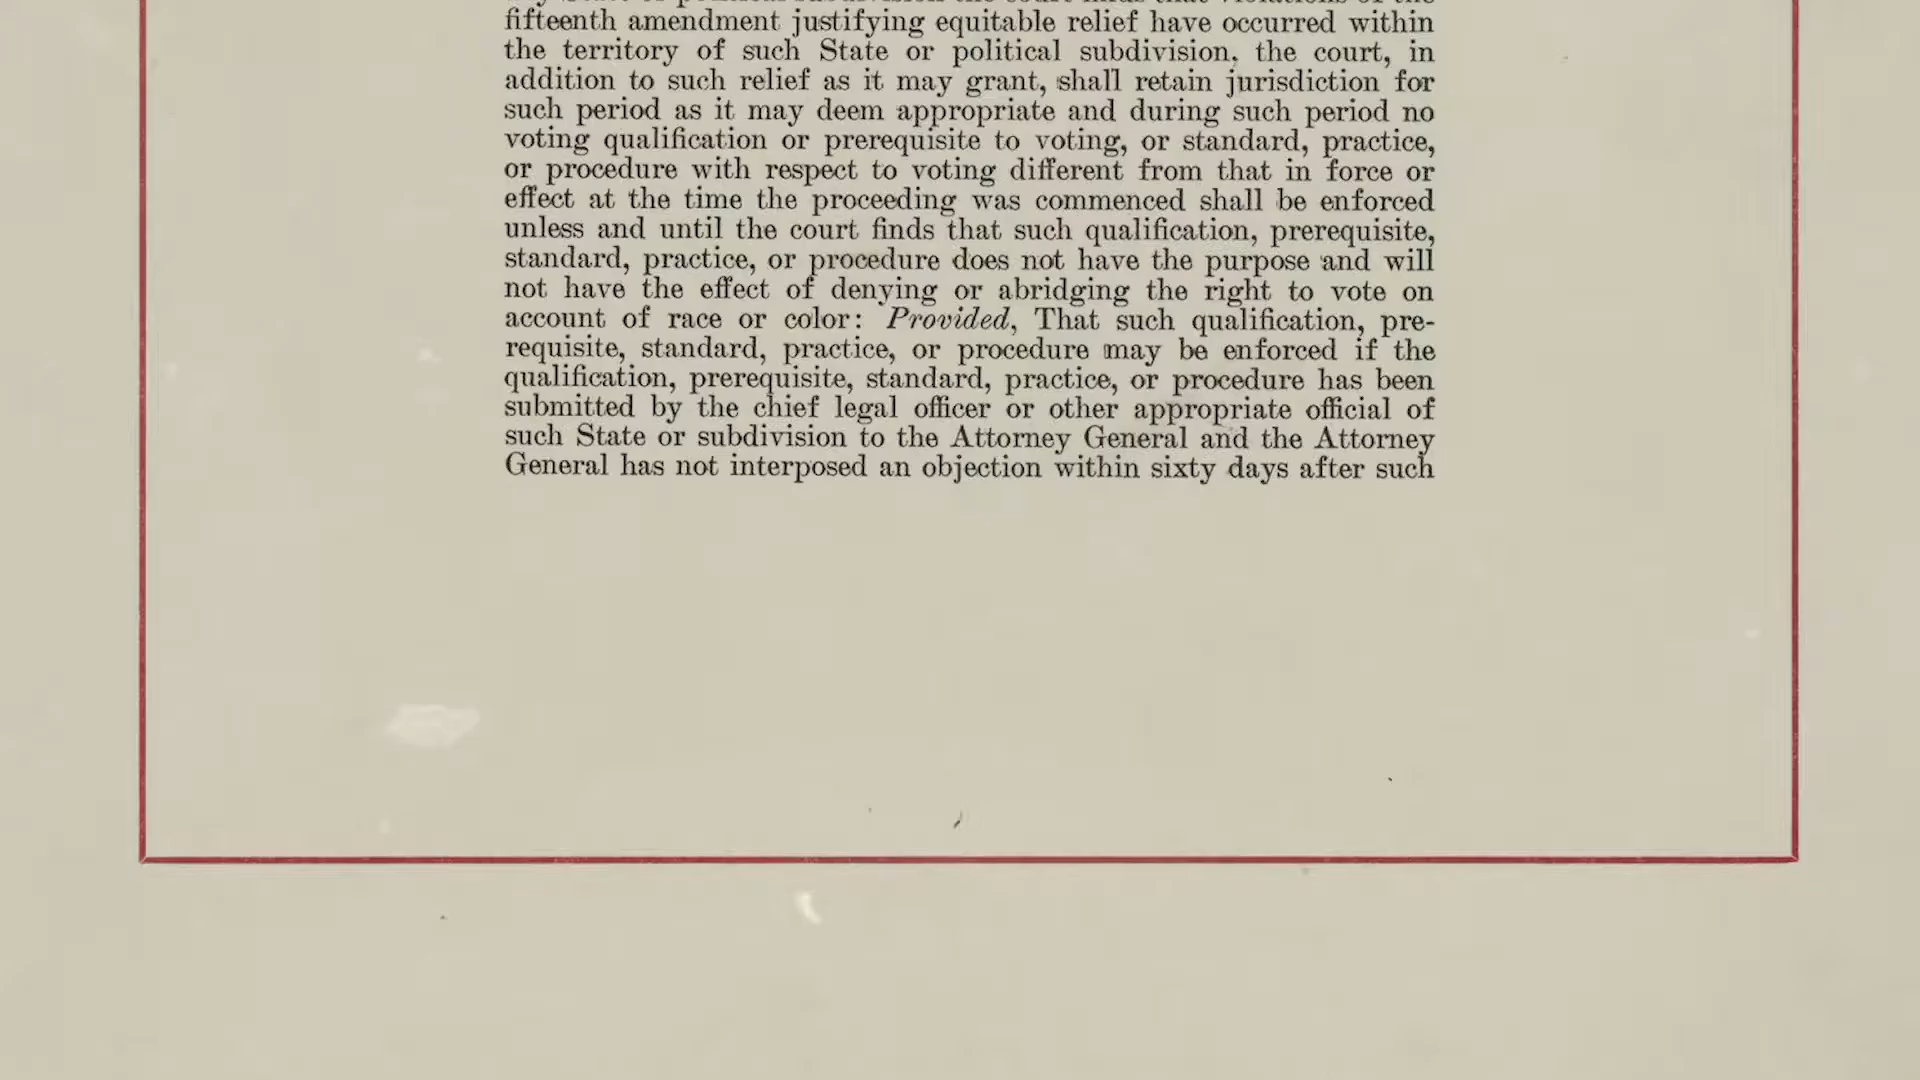 fifteenth amendment justifying equitable relief have occurred within
the territory of such State or political subdivision, the court, in
addition to such relief as it may grant, shall retain jurisdiction for
such period as it may deem appropriate and during such period no
voting qualification or prerequisite to voting, or standard, practice,
or procedure with respect to voting different from that in force or
effect at the time the proceeding was commenced shall be enforced
unless and until the court finds that such qualification, prerequisite,
standard, practice, or procedure does not have the purpose and will
not have the effect of denying or abridging the right to vote on
account of race or color: Provided, That such qualification, pre-
requisite, standard, practice, or procedure may be enforced if the
qualification, prerequisite, standard, practice, or procedure has been
submitted by the chief legal officer or other appropriate official of
such State or subdivision to the Attorney General and the Attorney
General has not interposed an objection within sixty days after such